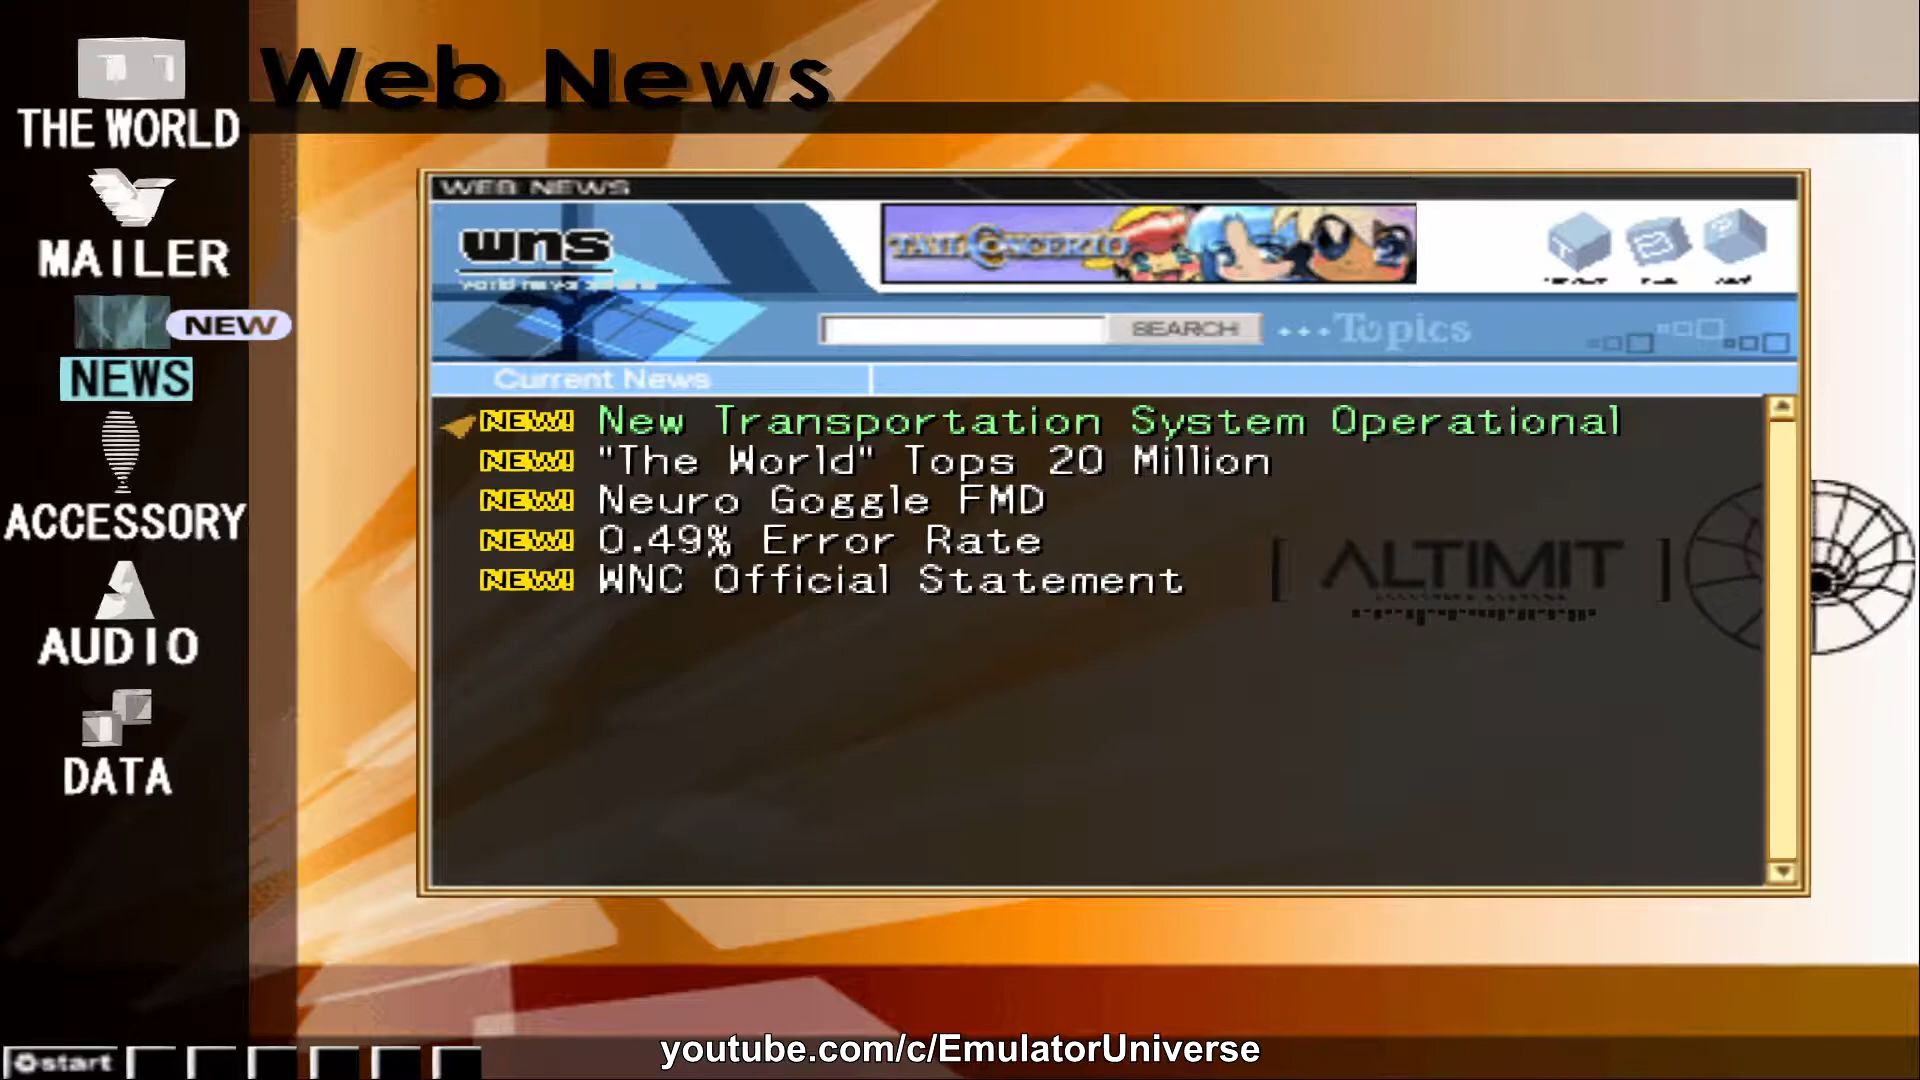 THE WORLD
MAILER
NEW
NEWS
ACCESSORY
AUDIO
DATA
start
Web News
WEB NEWS
wns
TAIL CONCERTO
SEARCH
...Topics
Current News
NEW! New Transportation System Operational
NEW! "The World" Tops 20 Million
NEW! Neuro Goggle FMD
NEW! 0.49% Error Rate
NEW! WNC Official Statement
[ ALTIMIT ]
youtube.com/c/EmulatorUniverse